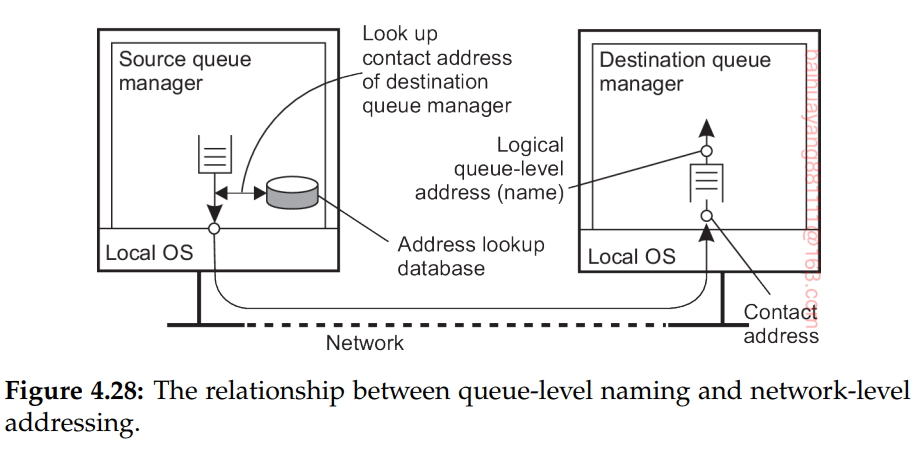 Source queue
manager
Look up
contact address
of destination
queue manager
Destination queue
manager
Logical
queue-level
address (name)
Address lookup
database
Local OS
Local OS
Contact
address
Network
Figure 4.28: The relationship between queue-level naming and network-level
addressing.